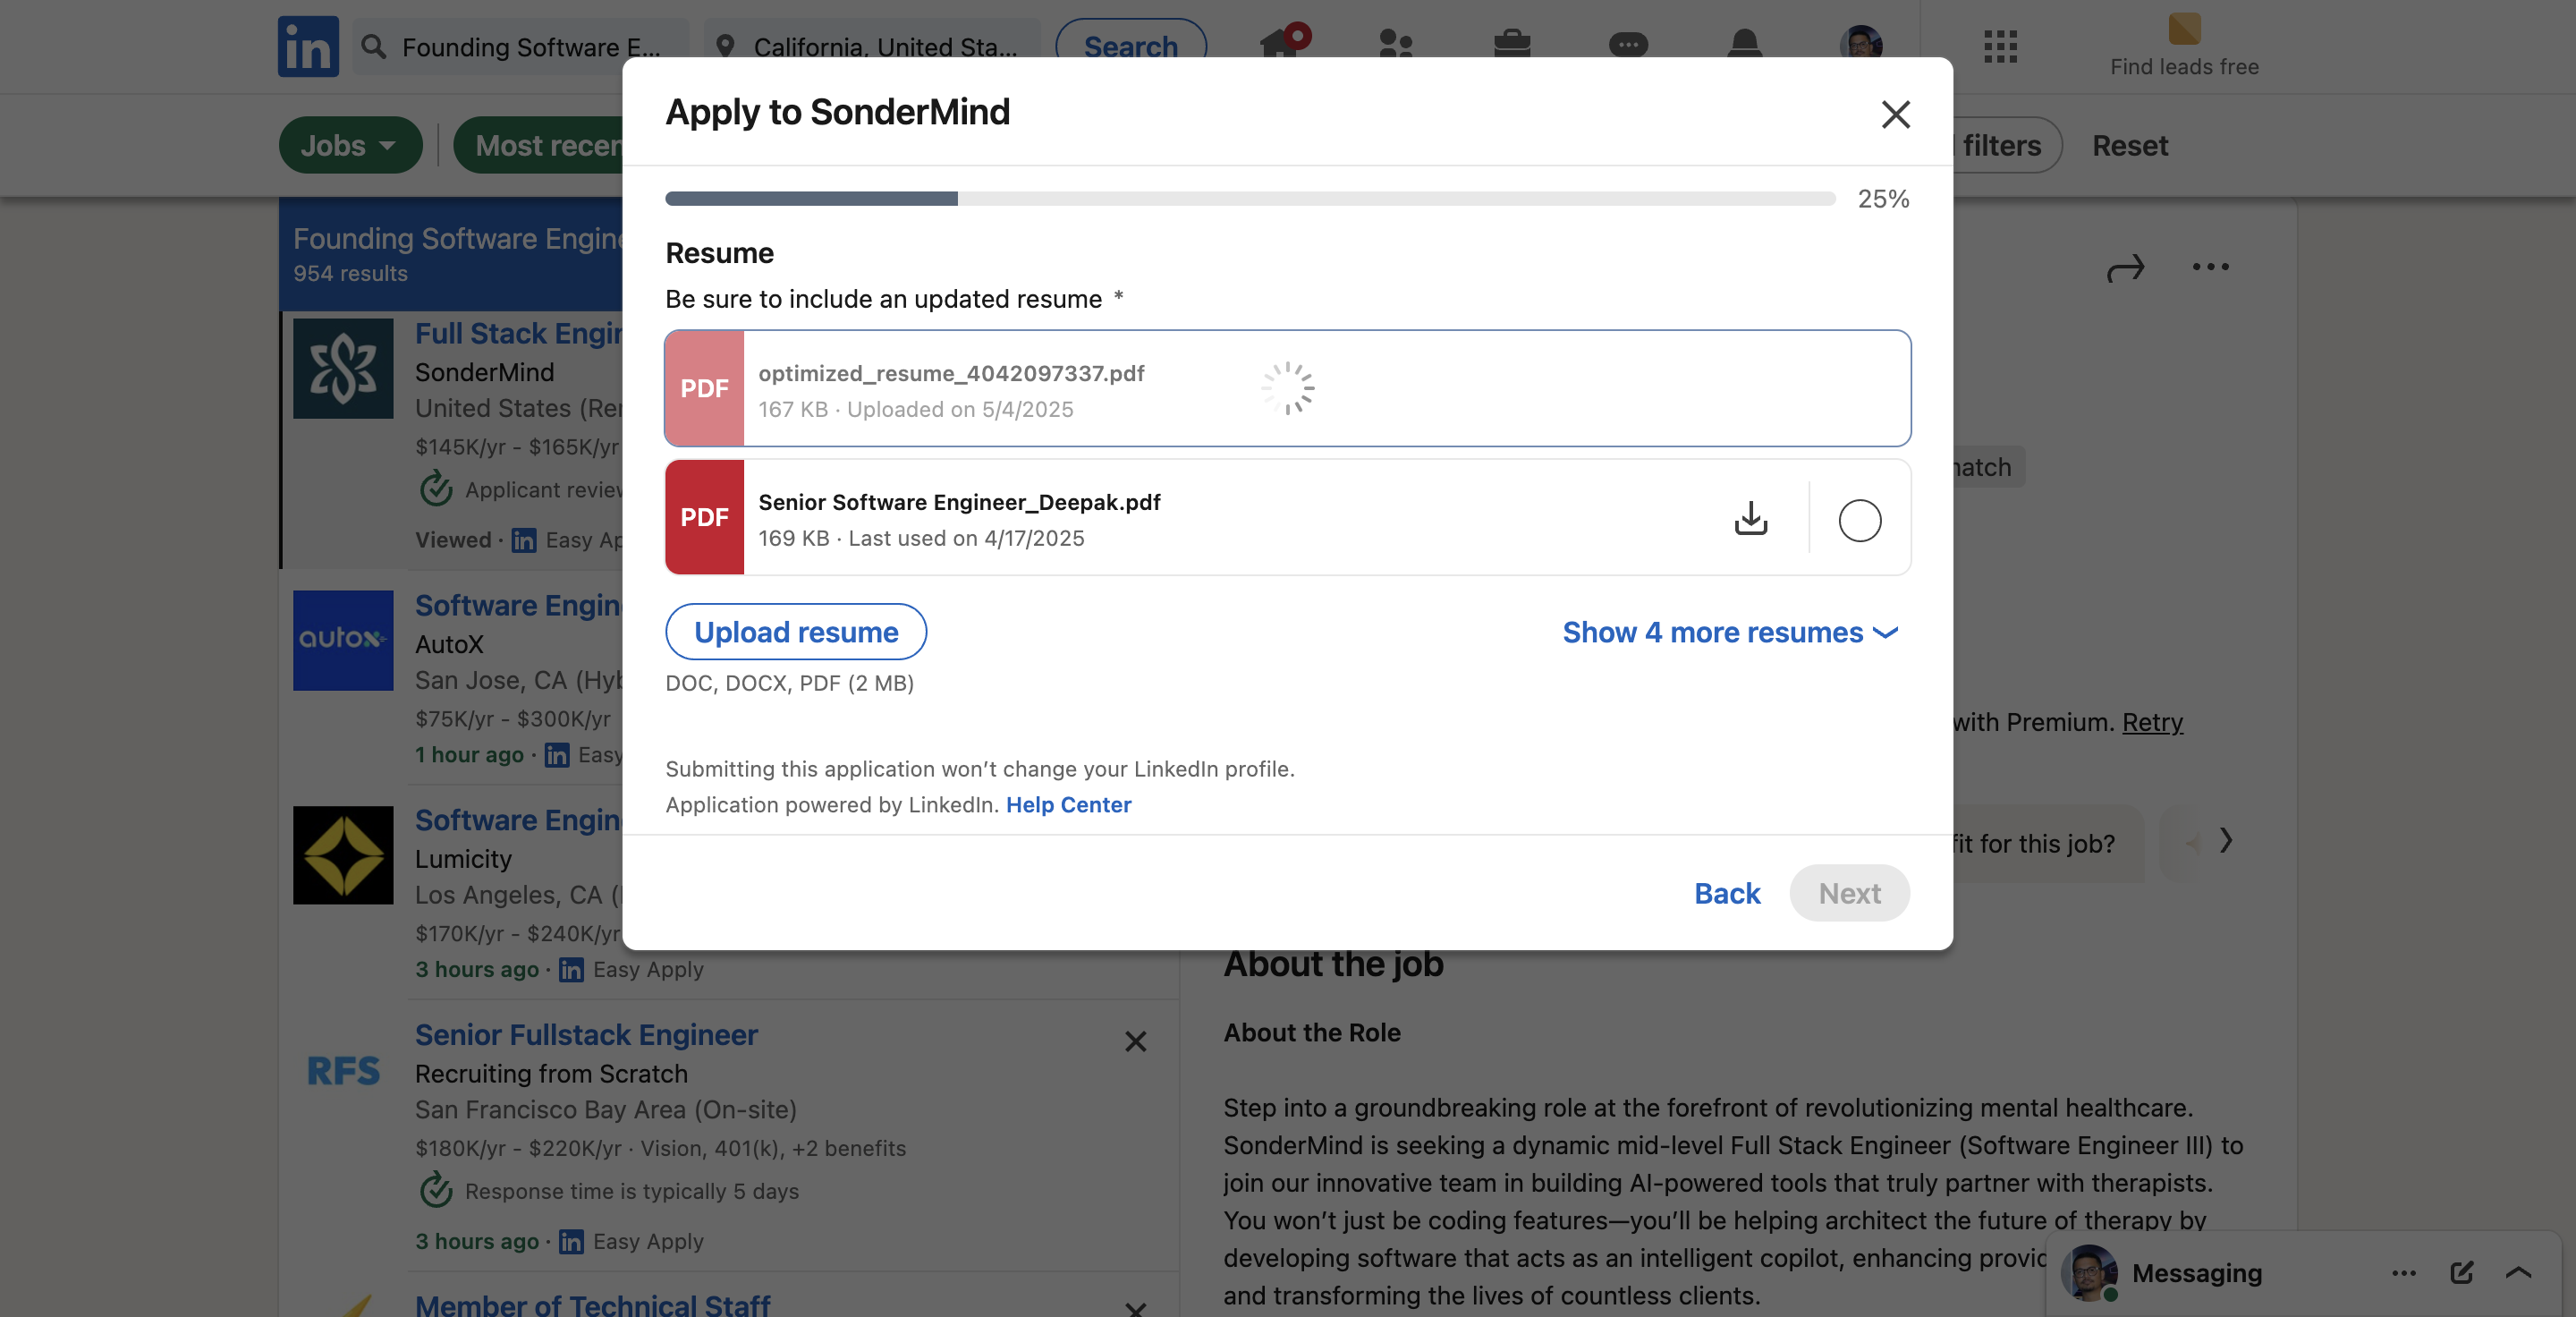 in
Founding Software E...
California, United Sta...
Search
Find leads free
Jobs
Most recen
filters
Reset
Apply to SonderMind
25%
Resume
Be sure to include an updated resume *
PDF
optimized_resume_4042097337.pdf
167 KB · Uploaded on 5/4/2025
PDF
Senior Software Engineer_Deepak.pdf
169 KB · Last used on 4/17/2025
Upload resume
Show 4 more resumes
DOC, DOCX, PDF (2 MB)
Submitting this application won’t change your LinkedIn profile.
Application powered by LinkedIn. Help Center
Back
Next
Founding Software Engine
954 results
Full Stack Engir
SonderMind
United States (Re
$145K/yr - $165K/yr
Applicant review
Viewed · in Easy Ap
autox
Software Engin
AutoX
San Jose, CA (Hyb
$75K/yr - $300K/yr
1 hour ago · in Easy
Software Engin
Lumicity
Los Angeles, CA (
$170K/yr - $240K/yr
3 hours ago · in Easy Apply
RFS
Senior Fullstack Engineer
Recruiting from Scratch
San Francisco Bay Area (On-site)
$180K/yr - $220K/yr · Vision, 401(k), +2 benefits
Response time is typically 5 days
3 hours ago · in Easy Apply
Member of Technical Staff
natch
with Premium. Retry
fit for this job?
About the job
About the Role
Step into a groundbreaking role at the forefront of revolutionizing mental healthcare.
SonderMind is seeking a dynamic mid-level Full Stack Engineer (Software Engineer III) to
join our innovative team in building AI-powered tools that truly partner with therapists.
You won’t just be coding features—you’ll be helping architect the future of therapy by
developing software that acts as an intelligent copilot, enhancing provid
and transforming the lives of countless clients.
Messaging